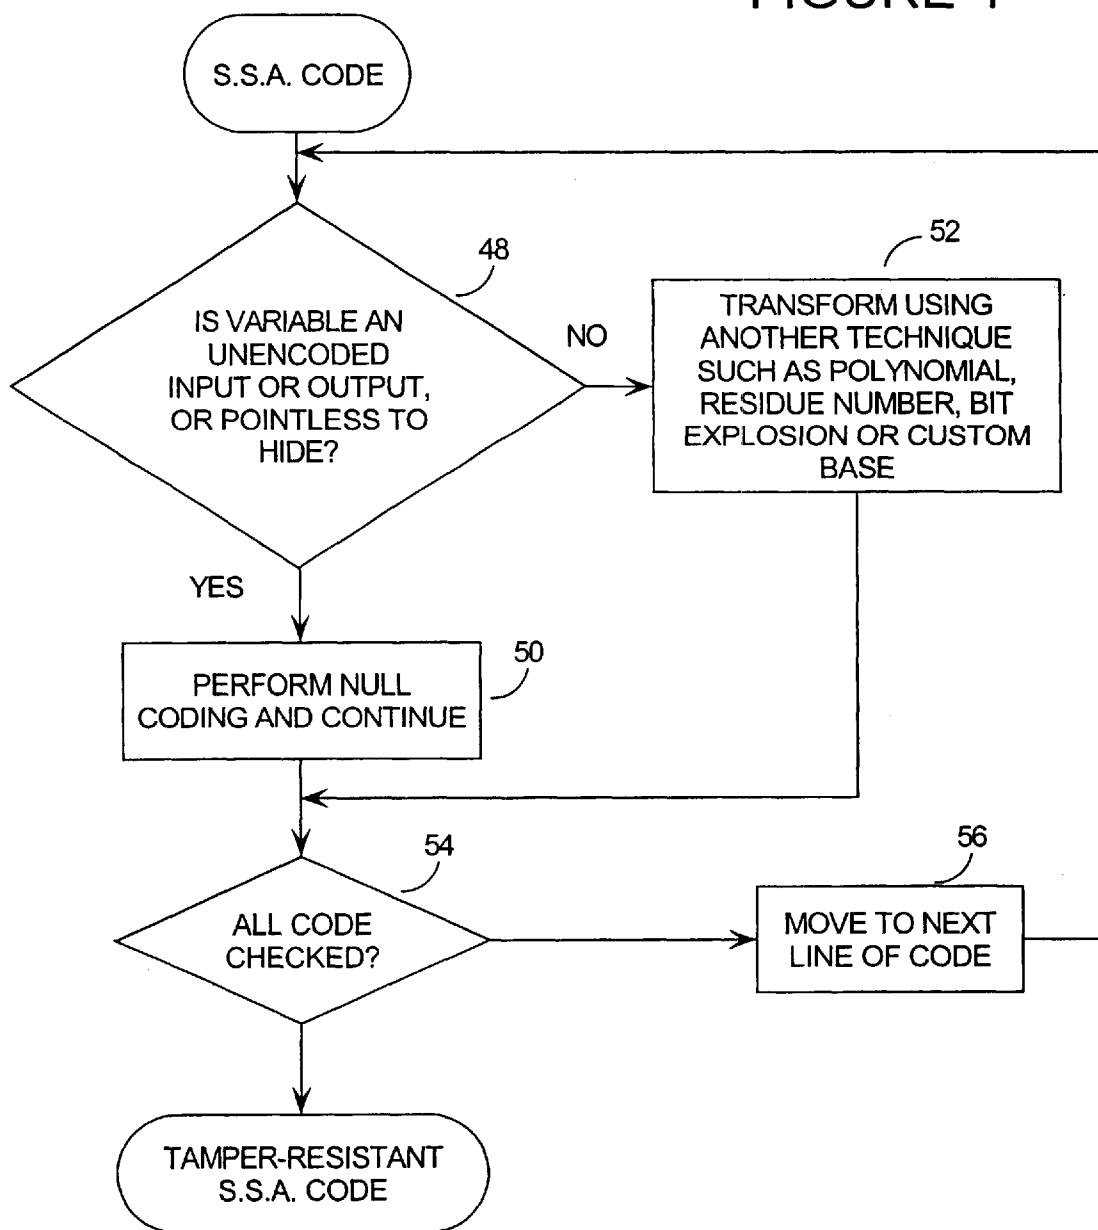 S.S.A. CODE
48
IS VARIABLE AN
UNENCODED
INPUT OR OUTPUT,
OR POINTLESS TO
HIDE?
NO
52
TRANSFORM USING
ANOTHER TECHNIQUE
SUCH AS POLYNOMIAL,
RESIDUE NUMBER, BIT
EXPLOSION OR CUSTOM
BASE
YES
50
PERFORM NULL
CODING AND CONTINUE
54
ALL CODE
CHECKED?
56
MOVE TO NEXT
LINE OF CODE
TAMPER-RESISTANT
S.S.A. CODE